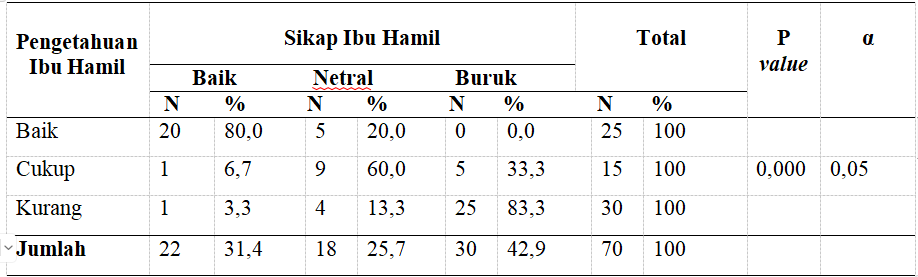 Pengetahuan Ibu Hamil Sikap Ibu Hamil Total P value α
Baik Netral Buruk
N % N % N % N %
Baik 20 80,0 5 20,0 0 0,0 25 100
Cukup 1 6,7 9 60,0 5 33,3 15 100 0,000 0,05
Kurang 1 3,3 4 13,3 25 83,3 30 100
Jumlah 22 31,4 18 25,7 30 42,9 70 100